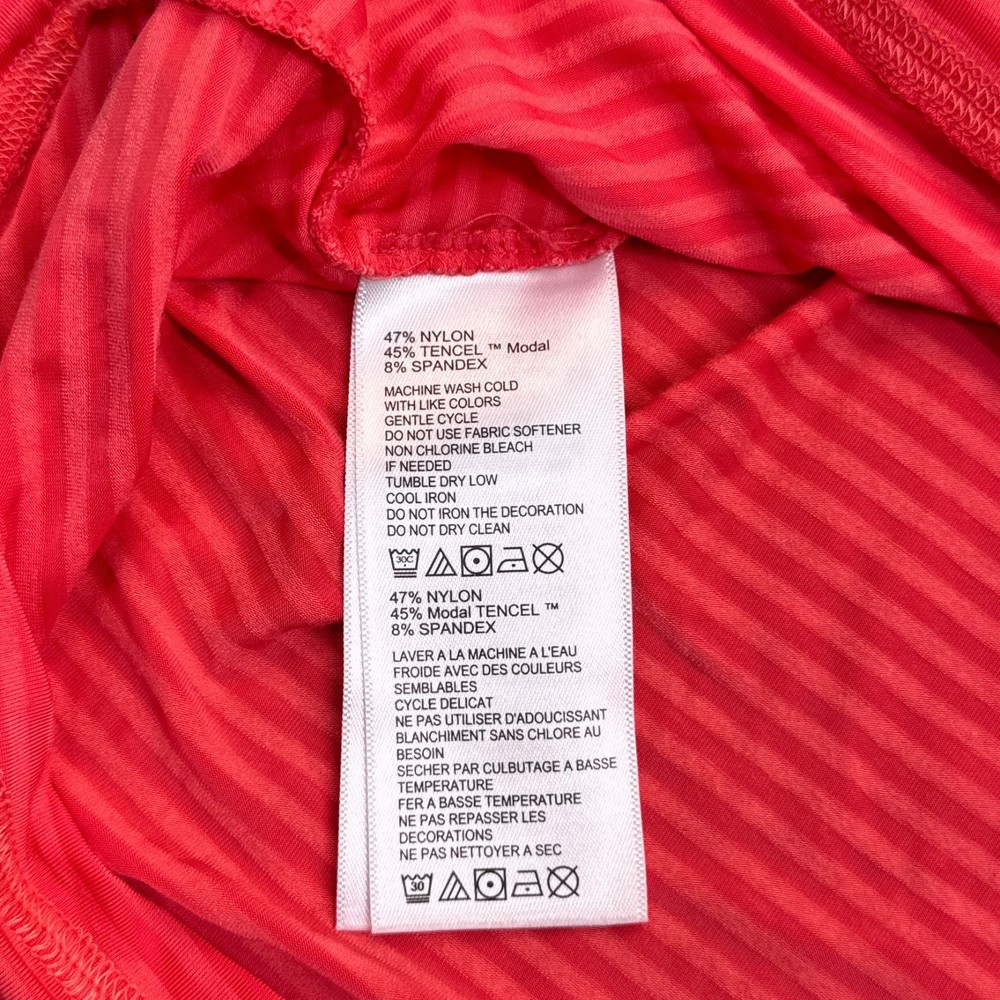 47% NYLON
45% TENCEL ™ Modal
8% SPANDEX
MACHINE WASH COLD
WITH LIKE COLORS
GENTLE CYCLE
DO NOT USE FABRIC SOFTENER
NON CHLORINE BLEACH
IF NEEDED
TUMBLE DRY LOW
COOL IRON
DO NOT IRON THE DECORATION
DO NOT DRY CLEAN
30C
47% NYLON
45% Modal TENCEL ™
8% SPANDEX
LAVER A LA MACHINE A L'EAU
FROIDE AVEC DES COULEURS
SEMBLABLES
CYCLE DELICAT
NE PAS UTILISER D'ADOUCISSANT
BLANCHIMENT SANS CHLORE AU
BESOIN
SECHER PAR CULBUTAGE A BASSE
TEMPERATURE
FER A BASSE TEMPERATURE
NE PAS REPASSER LES
DECORATIONS
NE PAS NETTOYER A SEC
30